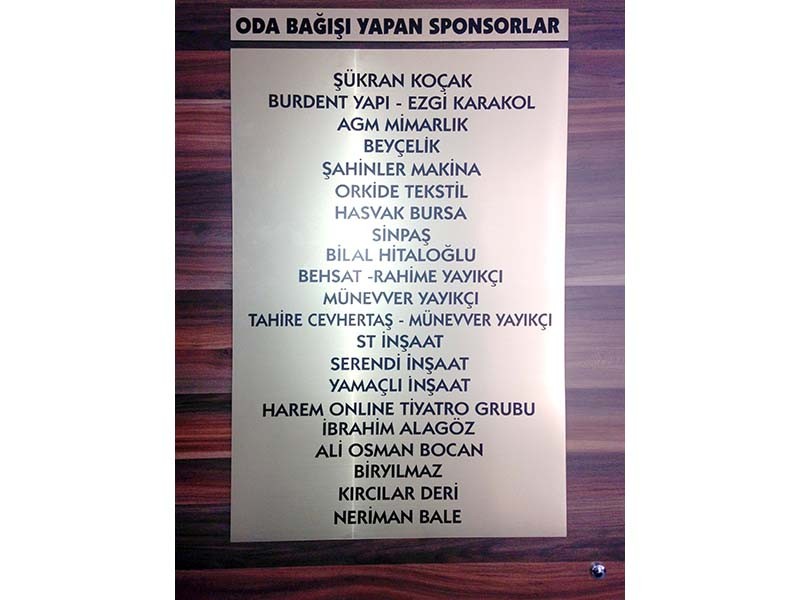 ODA BAĞIŞI YAPAN SPONSORLAR
ŞÜKRAN KOÇAK
BURDENT YAPI - EZGİ KARAKOL
AGM MİMARLIK
BEYÇELİK
ŞAHİNLER MAKİNA
ORKİDE TEKSTİL
HASVAK BURSA
SİNPAŞ
BİLAL HİTALOĞLU
BEHSAT -RAHİME YAYIKÇI
MÜNEVVER YAYIKÇI
TAHİRE CEVHERTAŞ - MÜNEVVER YAYIKÇI
ST İNŞAAT
SERENDİ İNŞAAT
YAMAÇLI İNŞAAT
HAREM ONLINE TİYATRO GRUBU
İBRAHİM ALAGÖZ
ALİ OSMAN BOCAN
BİRYILMAZ
KIRCILAR DERİ
NERİMAN BALE